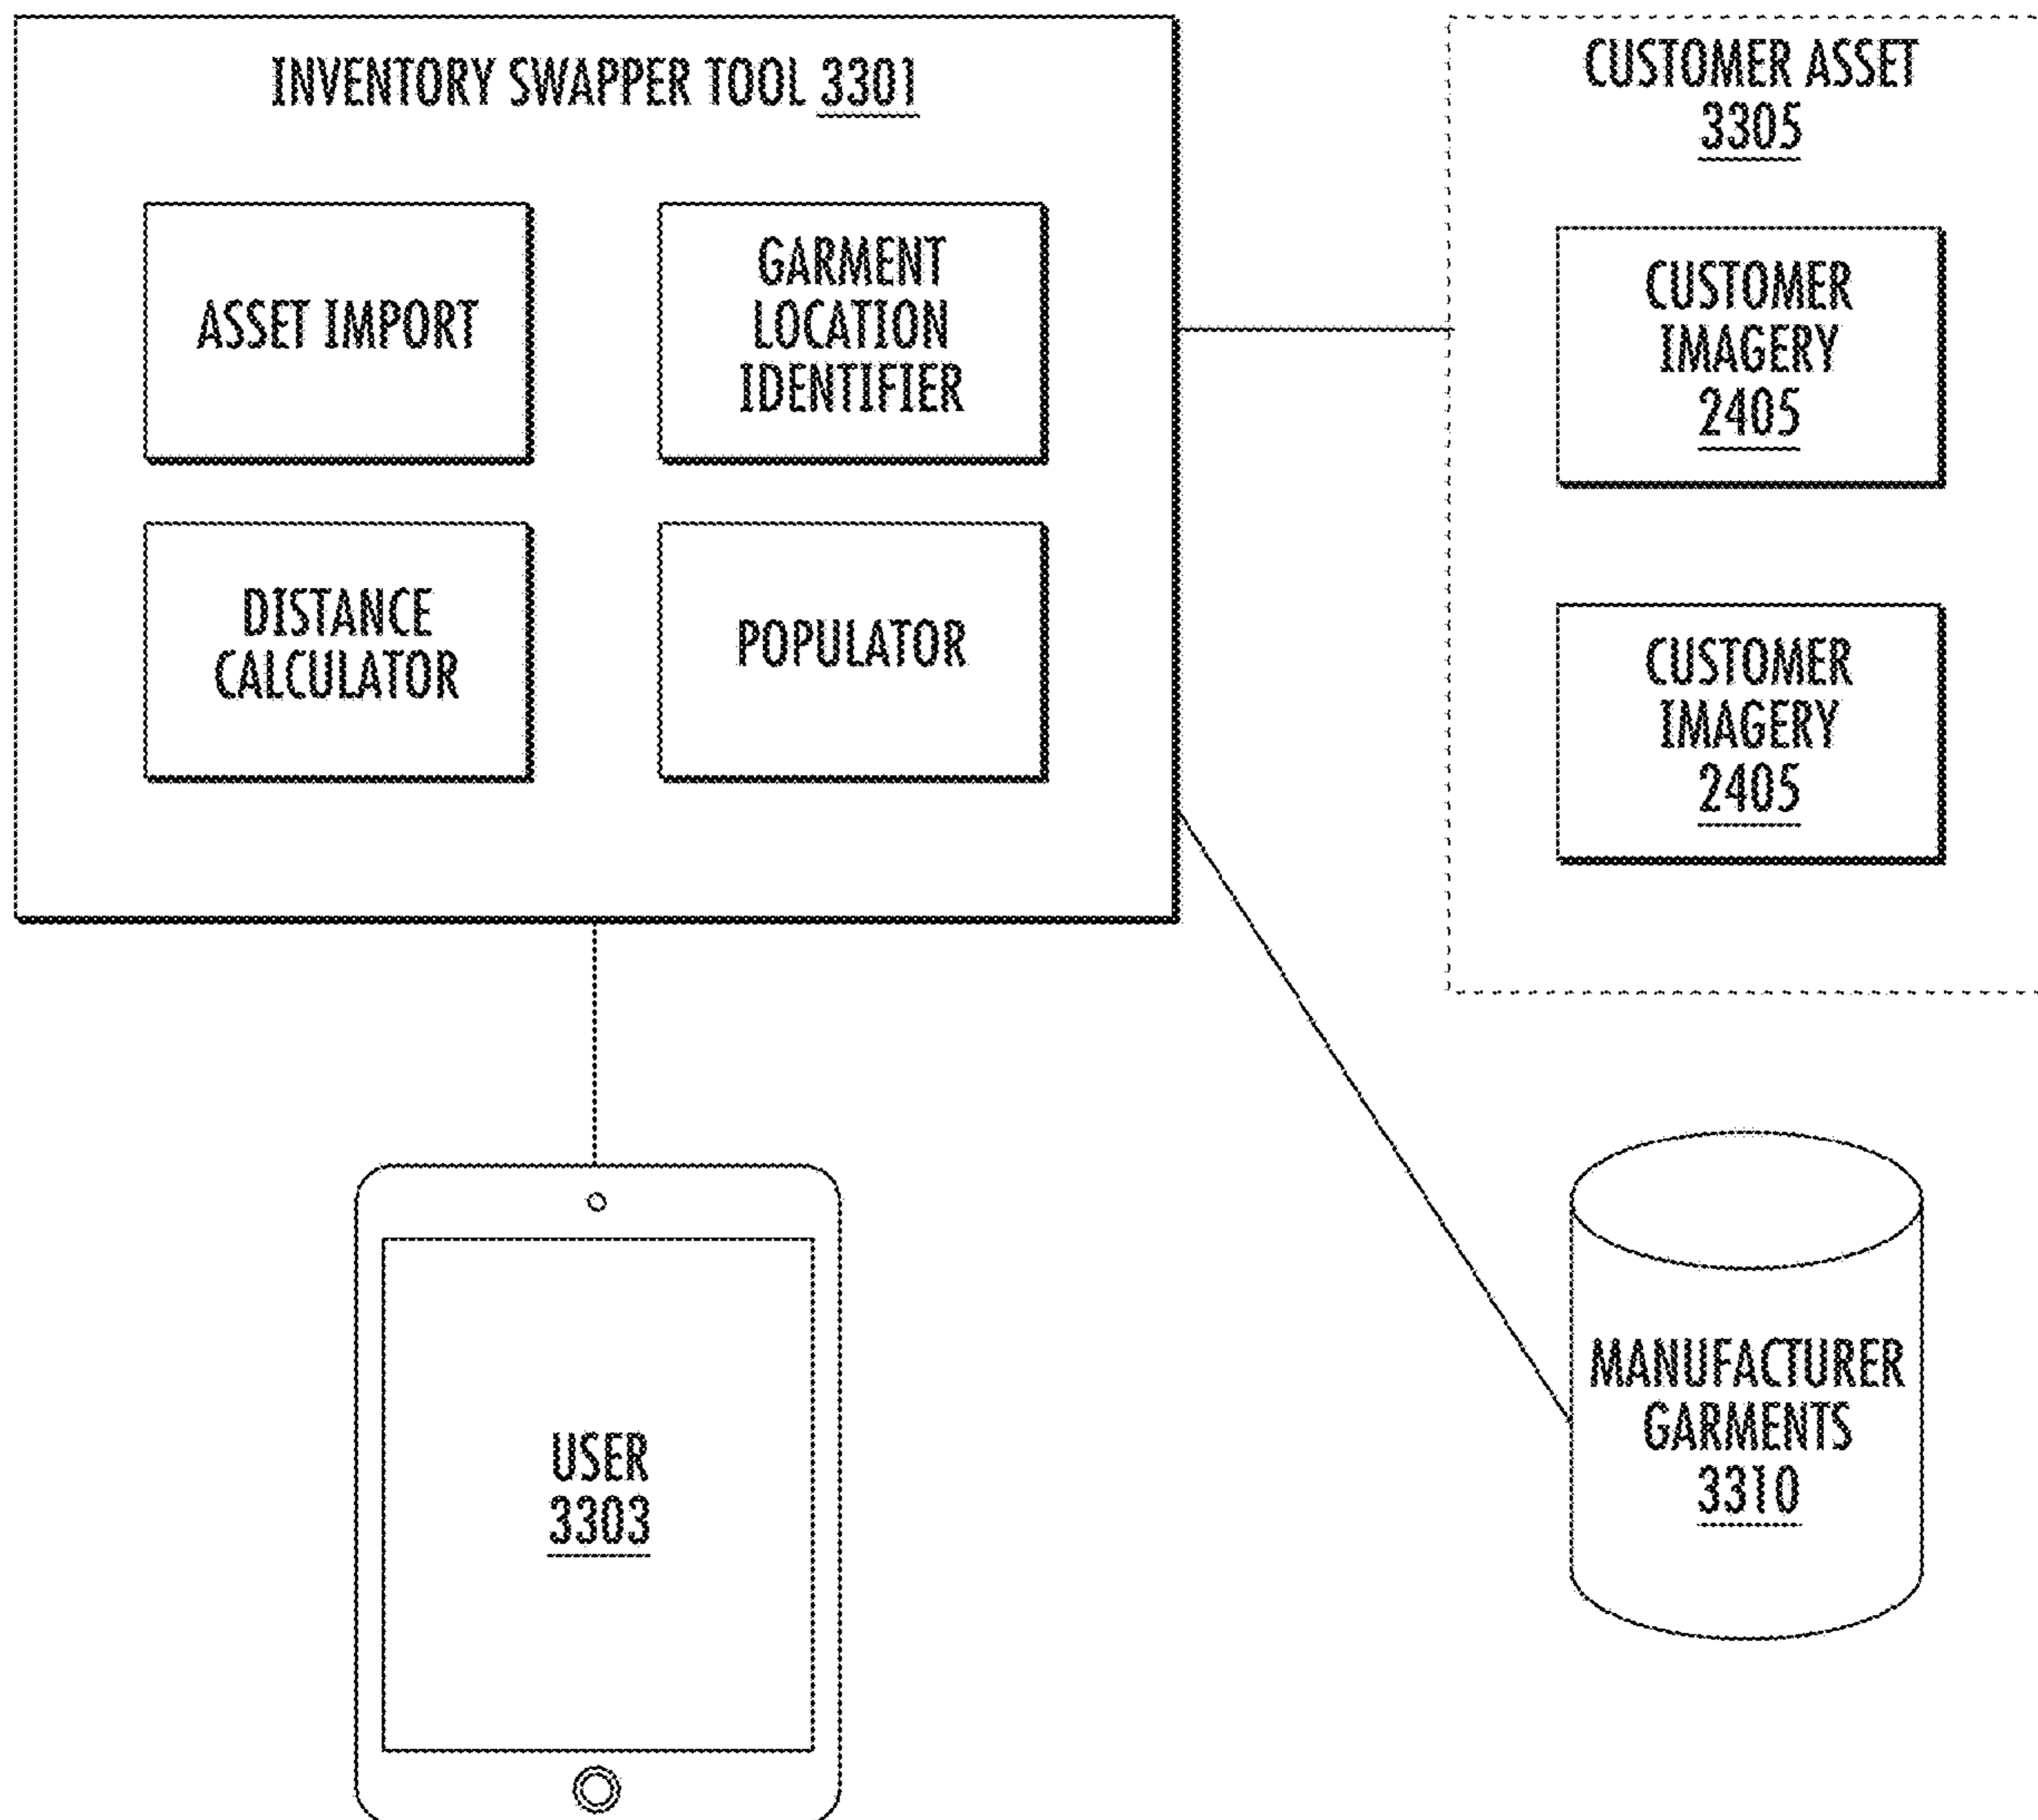 INVENTORY SWAPPER TOOL 3301
ASSET IMPORT
GARMENT
LOCATION
IDENTIFIER
DISTANCE
CALCULATOR
POPULATOR
CUSTOMER ASSET
3305
CUSTOMER
IMAGERY
2405
CUSTOMER
IMAGERY
2405
USER
3303
MANUFACTURER
GARMENTS
3310